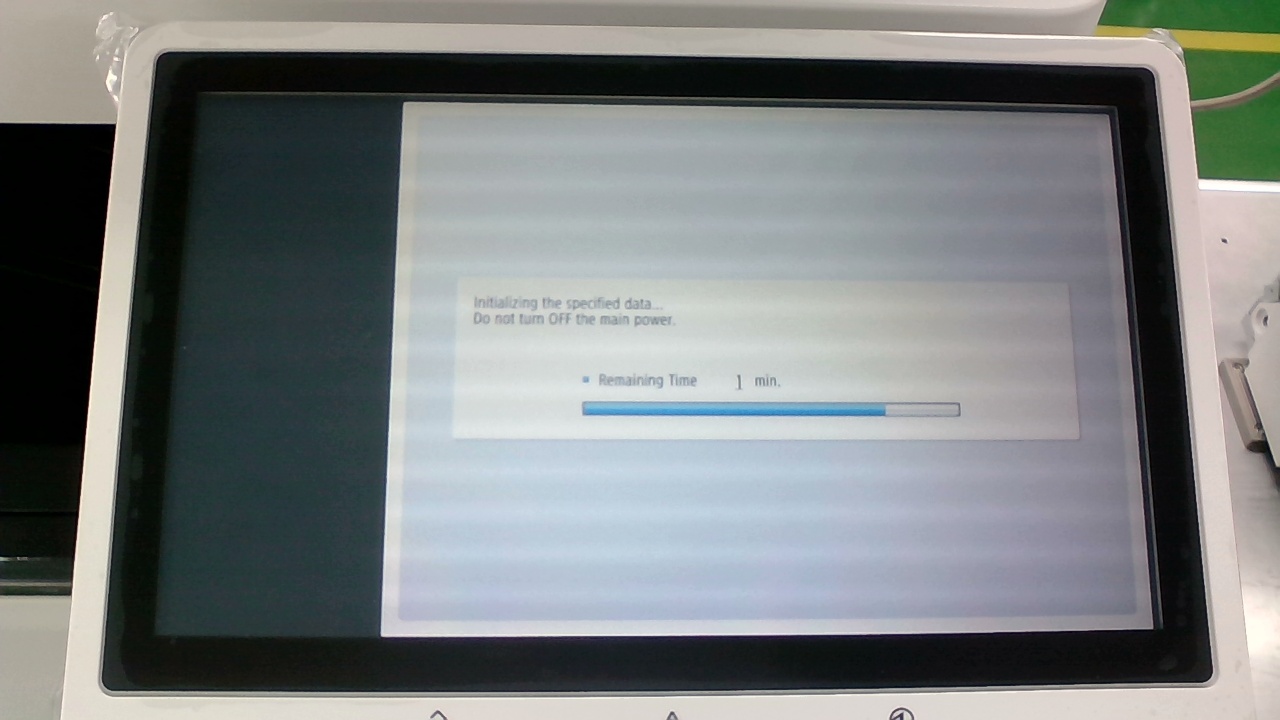 Initializing the specified data...
Do not turn OFF the main power.
Remaining Time 1 min.